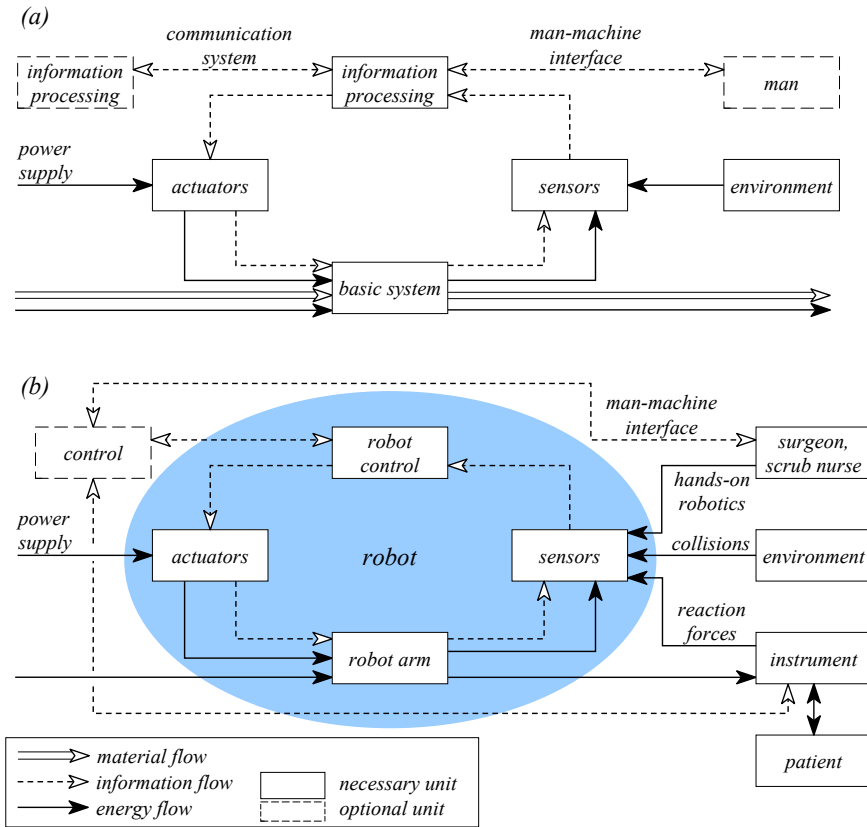 (a)
communication
system
man-machine
interface
information
processing
information
processing
man
power
supply
actuators
sensors
environment
basic system
(b)
man-machine
interface
control
robot
control
surgeon,
scrub nurse
hands-on
robotics
power
supply
actuators
robot
sensors
collisions
environment
reaction
forces
robot arm
instrument
patient
material flow
information flow
energy flow
necessary unit
optional unit